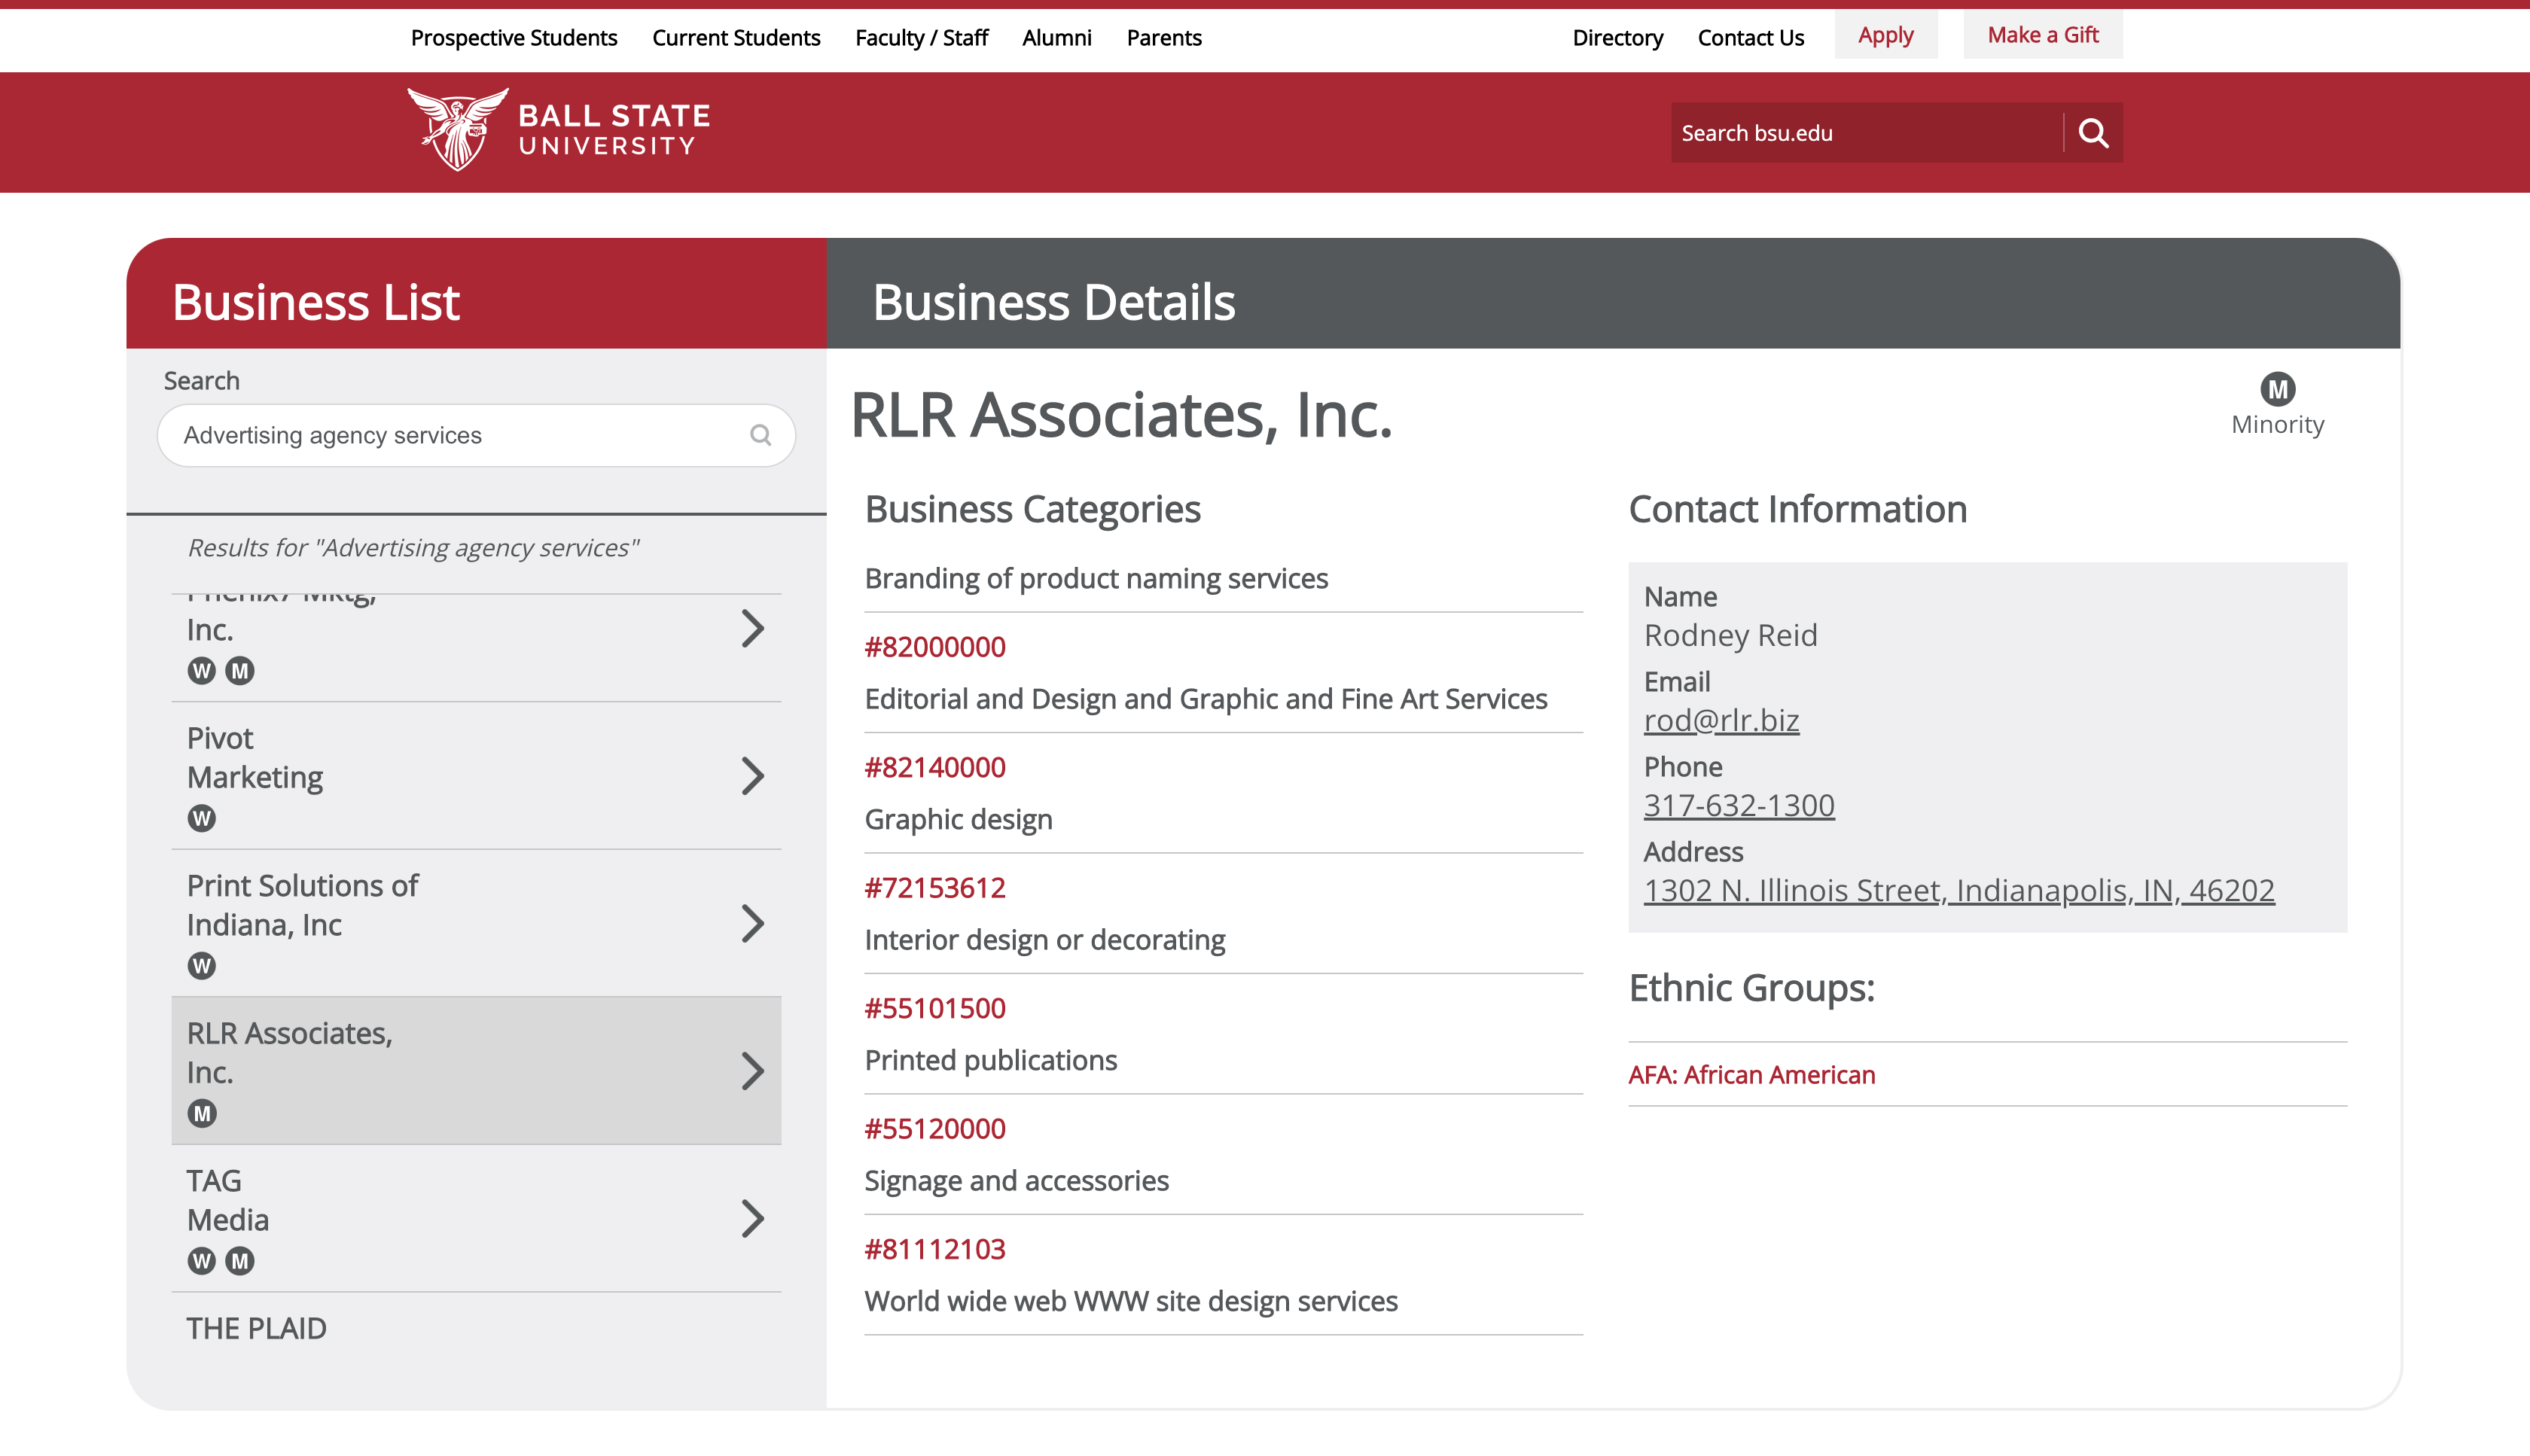 Prospective Students Current Students Faculty / Staff Alumni Parents Directory Contact Us Apply Make a Gift
BALL STATE
UNIVERSITY
Search bsu.edu
Business List
Search
Advertising agency services
Results for "Advertising agency services"
Phenix7 Mktg,
Inc.
W M
Pivot
Marketing
W
Print Solutions of
Indiana, Inc
W
RLR Associates,
Inc.
M
TAG
Media
W M
THE PLAID
Business Details
RLR Associates, Inc.
M
Minority
Business Categories
Branding of product naming services
#82000000
Editorial and Design and Graphic and Fine Art Services
#82140000
Graphic design
#72153612
Interior design or decorating
#55101500
Printed publications
#55120000
Signage and accessories
#81112103
World wide web WWW site design services
Contact Information
Name
Rodney Reid
Email
rod@rlr.biz
Phone
317-632-1300
Address
1302 N. Illinois Street, Indianapolis, IN, 46202
Ethnic Groups:
AFA: African American